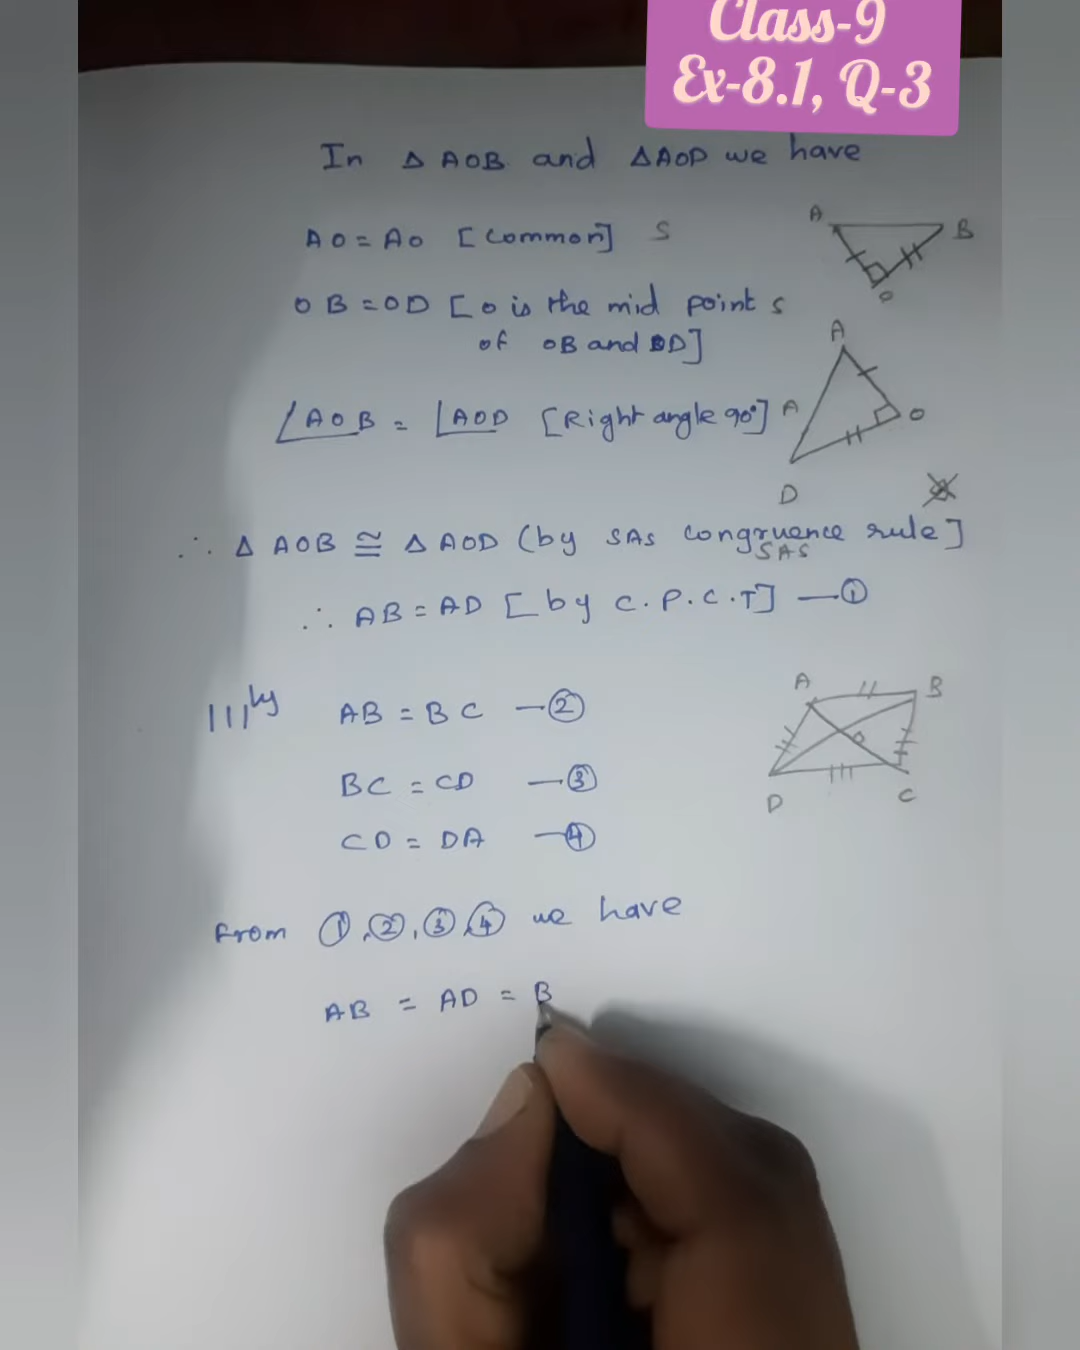 Class-9
Ex-8.1, Q-3
In △ AOB and △AOD we have
AO = AO [common] S
OB = OD [O is the mid point S
of OB and OD]
∠AOB = ∠AOD [Right angle 90°] A
∴ △ AOB ≅ △ AOD (by SAS congruence rule]
SAS
∴ AB = AD [by C.P.C.T] — ①
|||ly AB = BC — ②
BC = CD — ③
CD = DA — ④
From ①, ②, ③, ④ we have
AB = AD = B
A
B
O
A
O
D
A
B
O
D
C